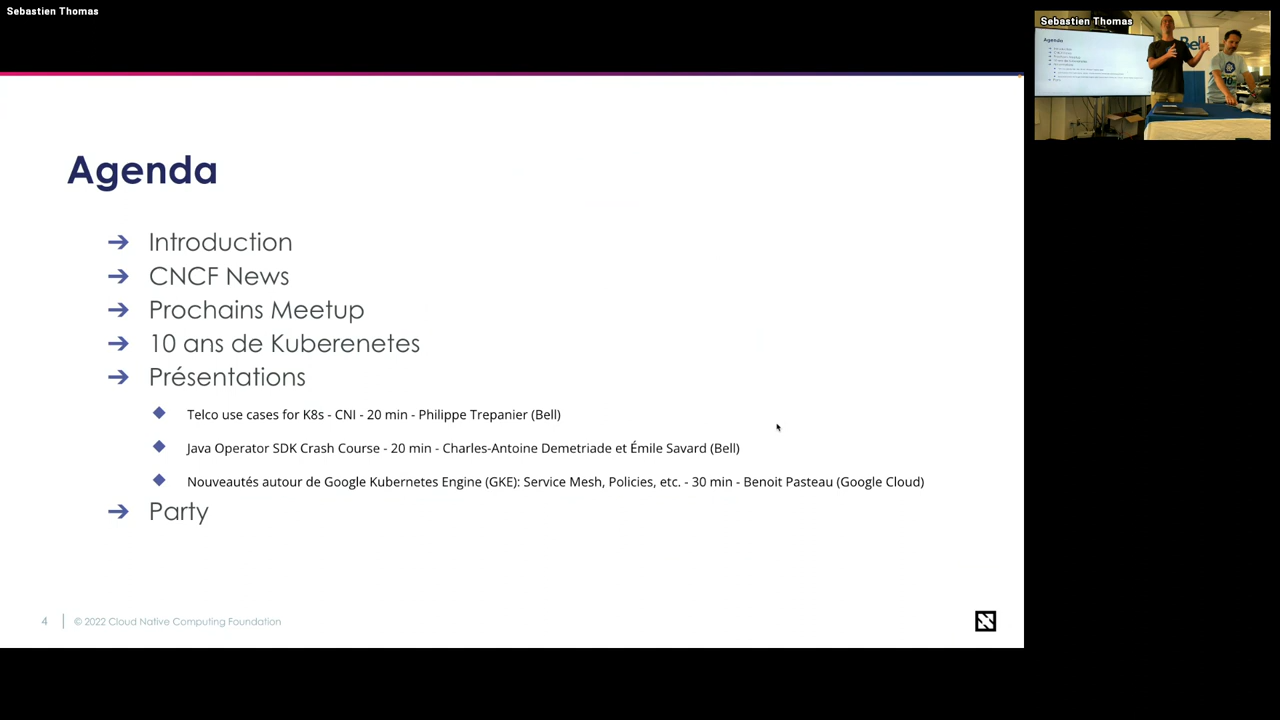 Sebastien Thomas
Sebastien Thomas
Bell
Agenda
Agenda
➔ Introduction
➔ CNCF News
➔ Prochains Meetup
➔ 10 ans de Kuberenetes
➔ Présentations
◆ Telco use cases for K8s - CNI - 20 min - Philippe Trepanier (Bell)
◆ Java Operator SDK Crash Course - 20 min - Charles-Antoine Demetriade et Émile Savard (Bell)
◆ Nouveautés autour de Google Kubernetes Engine (GKE): Service Mesh, Policies, etc. - 30 min - Benoit Pasteau (Google Cloud)
➔ Party
4 © 2022 Cloud Native Computing Foundation